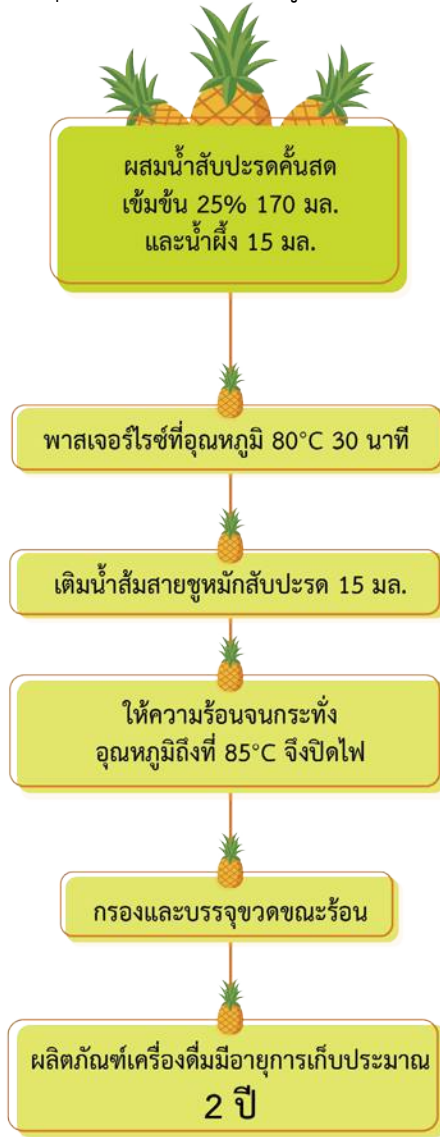 ผสมน้ำสับปะรดคั้นสด
เข้มข้น 25% 170 มล.
และน้ำผึ้ง 15 มล.
พาสเจอร์ไรซ์ที่อุณหภูมิ 80°C 30 นาที
เติมน้ำส้มสายชูหมักสับปะรด 15 มล.
ให้ความร้อนจนกระทั่ง
อุณหภูมิถึงที่ 85°C จึงปิดไฟ
กรองและบรรจุขวดขณะร้อน
ผลิตภัณฑ์เครื่องดื่มมีอายุการเก็บประมาณ
2 ปี